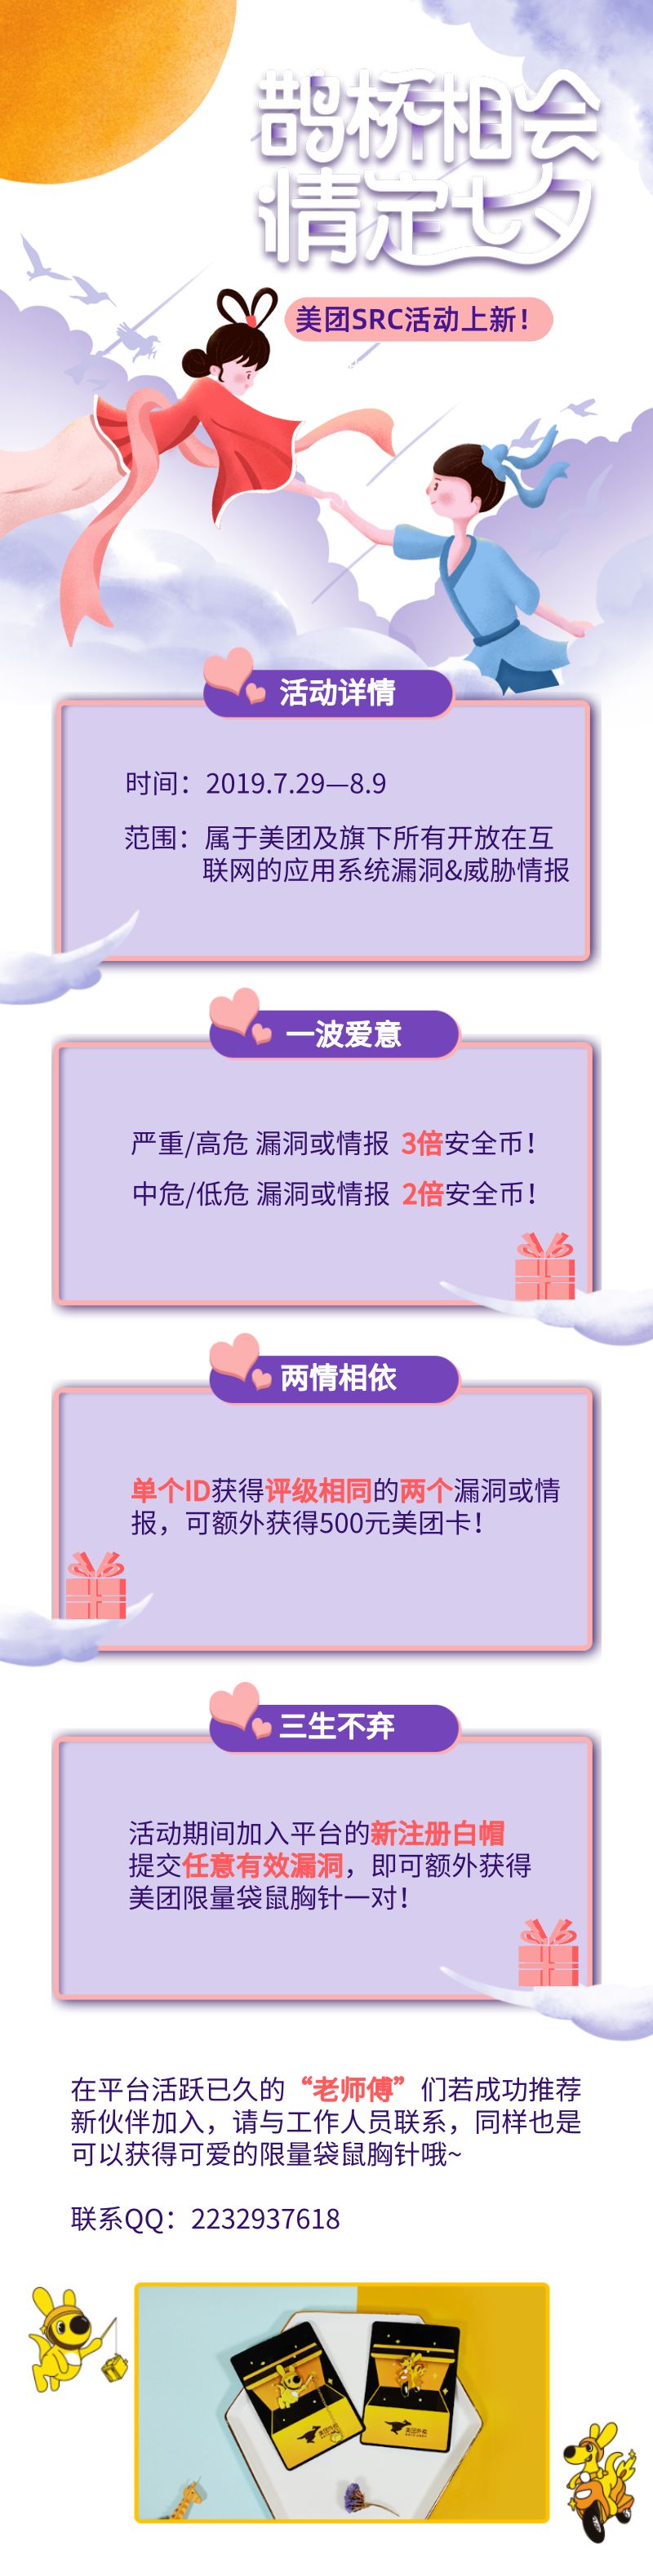 鹊桥相会
情定七夕
美团SRC活动上新！
活动详情
时间：2019.7.29—8.9
范围：属于美团及旗下所有开放在互
联网的应用系统漏洞&威胁情报
一波爱意
严重/高危 漏洞或情报 3倍安全币！
中危/低危 漏洞或情报 2倍安全币！
两情相依
单个ID获得评级相同的两个漏洞或情
报，可额外获得500元美团卡！
三生不弃
活动期间加入平台的新注册白帽
提交任意有效漏洞，即可额外获得
美团限量袋鼠胸针一对！
在平台活跃已久的“老师傅”们若成功推荐
新伙伴加入，请与工作人员联系，同样也是
可以获得可爱的限量袋鼠胸针哦~
联系QQ：2232937618
美团外卖
美团外卖